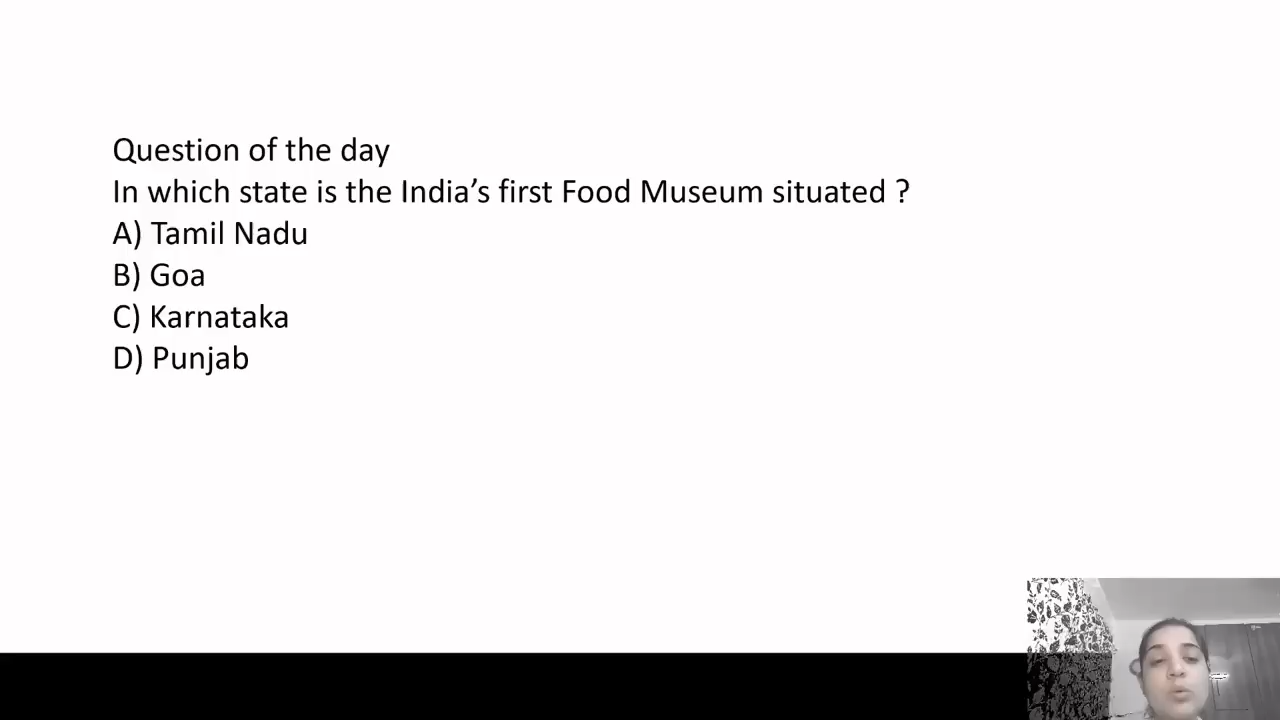 Question of the day
In which state is the India’s first Food Museum situated ?
A) Tamil Nadu
B) Goa
C) Karnataka
D) Punjab